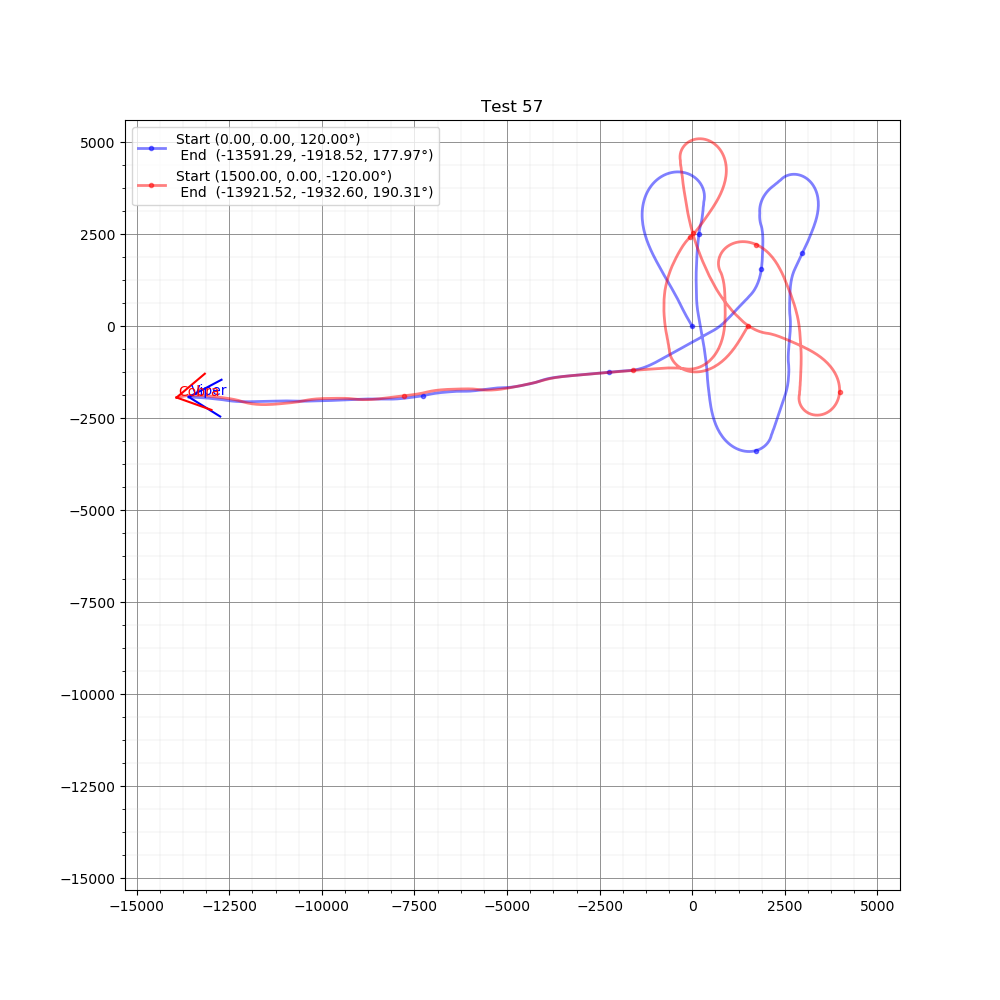 Test 57
Start (0.00, 0.00, 120.00°)
End (-13591.29, -1918.52, 177.97°)
Start (1500.00, 0.00, -120.00°)
End (-13921.52, -1932.60, 190.31°)
5000
2500
0
−2500
−5000
−7500
−10000
−12500
−15000
−15000 −12500 −10000 −7500 −5000 −2500 0 2500 5000